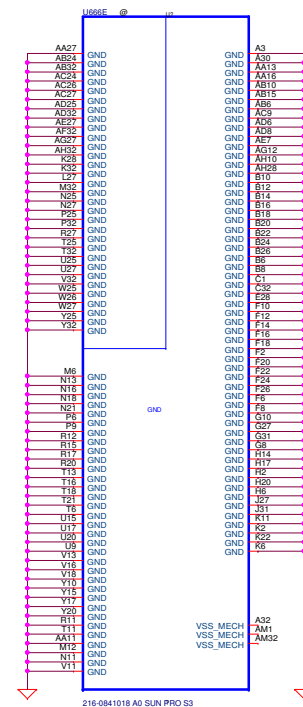 U666E @ U?
AA27 GND GND A3
AB24 GND GND A30
AB32 GND GND AA13
AC24 GND GND AA16
AC26 GND GND AB10
AC27 GND GND AB15
AD25 GND GND AB6
AD32 GND GND AC9
AE27 GND GND AD6
AF32 GND GND AD8
AG27 GND GND AE7
AH32 GND GND AG12
K28 GND GND AH10
K32 GND GND AH28
L27 GND GND B10
M32 GND GND B12
N25 GND GND B14
N27 GND GND B16
P25 GND GND B18
P32 GND GND B20
R27 GND GND B22
T25 GND GND B24
T32 GND GND B26
U25 GND GND B6
U27 GND GND B8
V32 GND GND C1
W25 GND GND C32
W26 GND GND E28
W27 GND GND F10
Y25 GND GND F12
Y32 GND GND F14
GND F16
GND F18
GND F2
GND F20
M6 GND GND F22
N13 GND GND F24
N16 GND GND F26
N18 GND GND F6
N21 GND GND F8
P6 GND GND GND G10
P9 GND GND G27
R12 GND GND G31
R15 GND GND G8
R17 GND GND H14
R20 GND GND H17
T13 GND GND H2
T16 GND GND H20
T18 GND GND H6
T21 GND GND J27
T6 GND GND J31
U15 GND GND K11
U17 GND GND K2
U20 GND GND K22
U9 GND GND K6
V13 GND
V16 GND
V18 GND
Y10 GND
Y15 GND
Y17 GND
Y20 GND
R11 GND VSS_MECH A32
T11 GND VSS_MECH AM1
AA11 GND VSS_MECH AM32
M12 GND
N11 GND
V11 GND
216-0841018 A0 SUN PRO S3